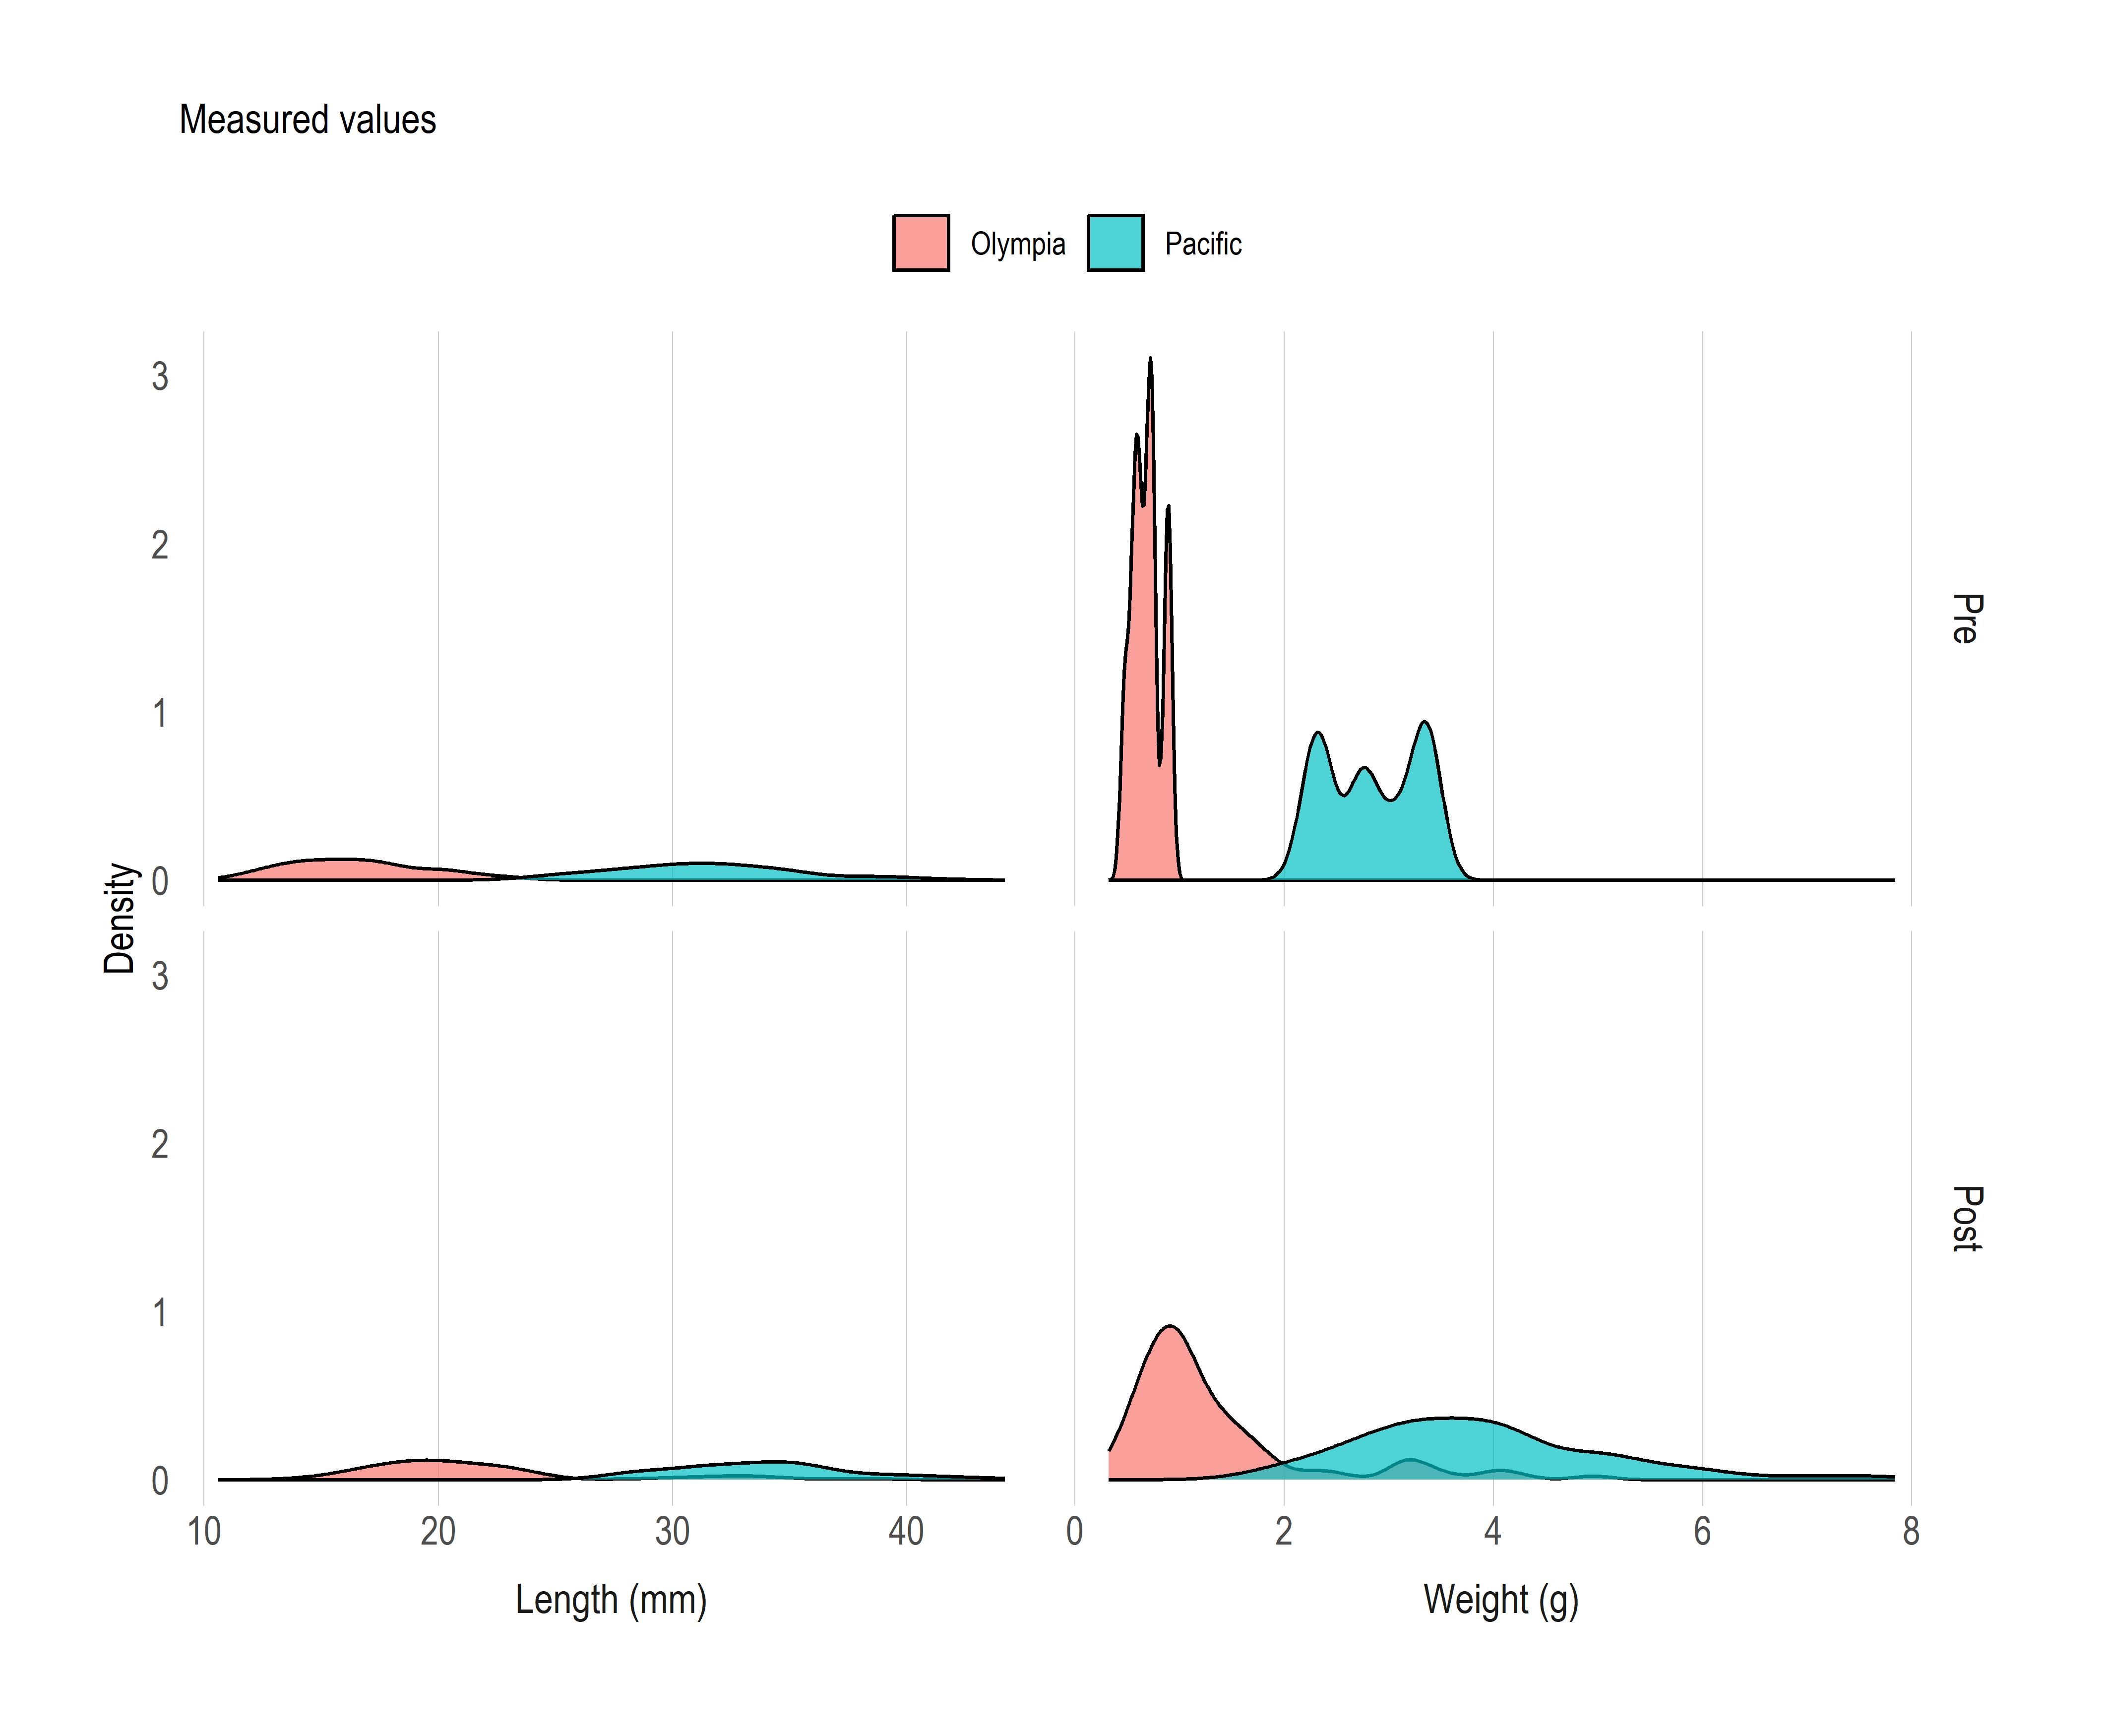 Measured values
Olympia
Pacific
3
2
1
0
Pre
Density
3
2
1
0
Post
10 20 30 40 0 2 4 6 8
Length (mm) Weight (g)